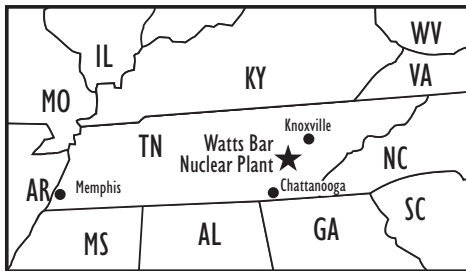 WV
IL
VA
KY
MO
Knoxville
TN
Watts Bar
Nuclear Plant
NC
AR
Memphis
Chattanooga
SC
MS
AL
GA